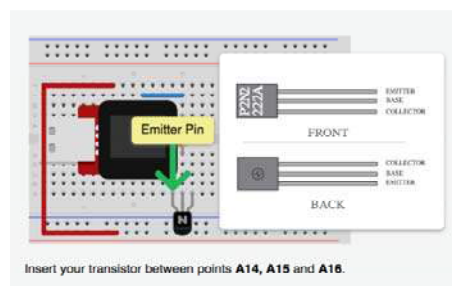 Emitter Pin
N
P2N2
222A
EMITTER
BASE
COLLECTOR
FRONT
COLLECTOR
BASE
EMITTER
BACK
Insert your transistor between points A14, A15 and A16.